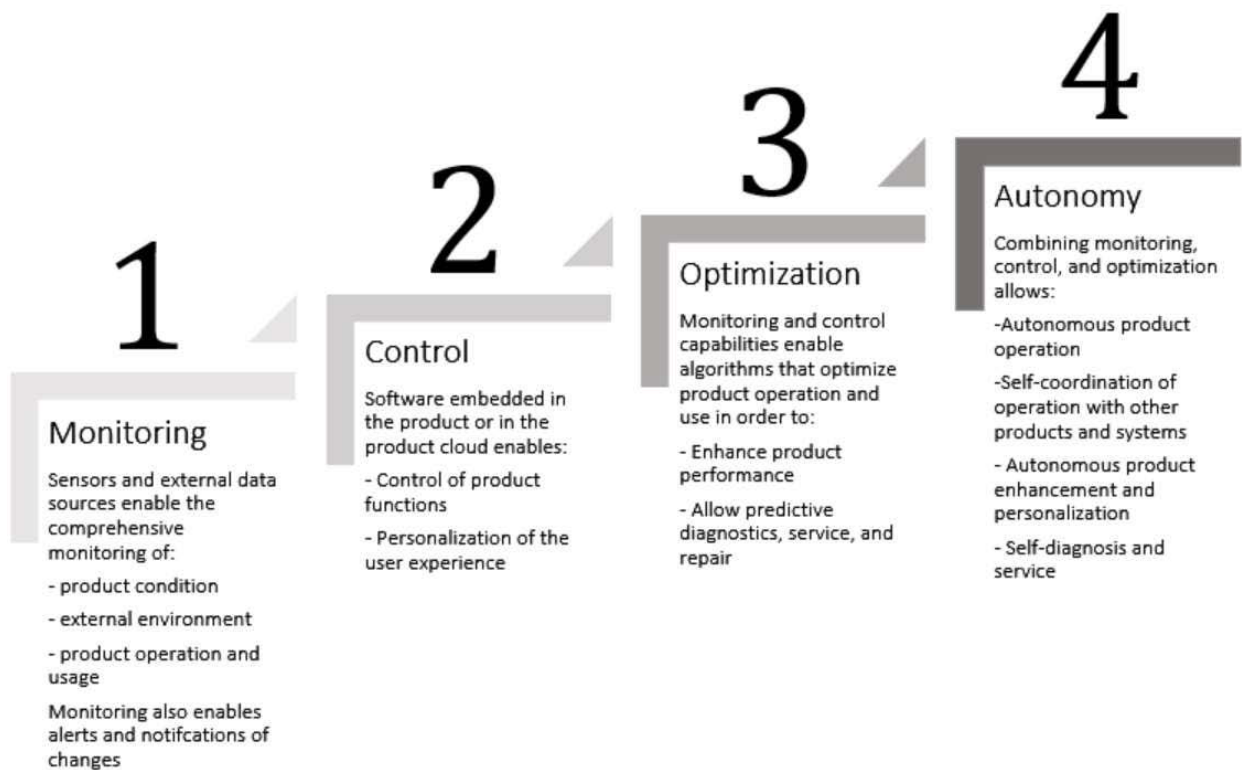 1
Monitoring
Sensors and external data
sources enable the
comprehensive
monitoring of:
- product condition
- external environment
- product operation and
usage
Monitoring also enables
alerts and notifcations of
changes
2
Control
Software embedded in
the product or in the
product cloud enables:
- Control of product
functions
- Personalization of the
user experience
3
Optimization
Monitoring and control
capabilities enable
algorithms that optimize
product operation and
use in order to:
- Enhance product
performance
- Allow predictive
diagnostics, service, and
repair
4
Autonomy
Combining monitoring,
control, and optimization
allows:
-Autonomous product
operation
-Self-coordination of
operation with other
products and systems
- Autonomous product
enhancement and
personalization
- Self-diagnosis and
service